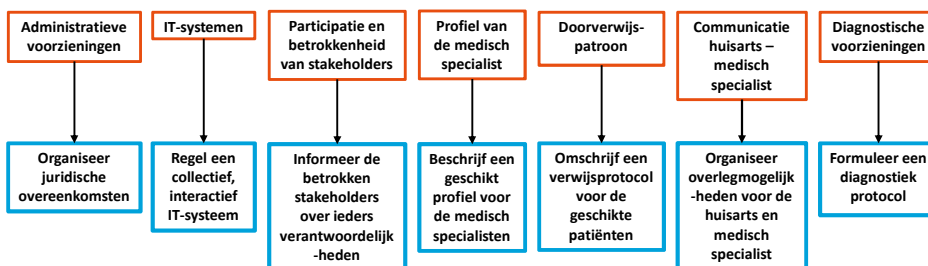 Administratieve
voorzieningen
IT-systemen
Participatie en
betrokkenheid
van stakeholders
Profiel van
de medisch
specialist
Doorverwijs-
patroon
Communicatie
huisarts –
medisch
specialist
Diagnostische
voorzieningen
Organiseer
juridische
overeenkomsten
Regel een
collectief,
interactief
IT-systeem
Informeer de
betrokken
stakeholders
over ieders
verantwoordelijk
-heden
Beschrijf een
geschikt
profiel voor
de medisch
specialisten
Omschrijf een
verwijsprotocol
voor de
geschikte
patiënten
Organiseer
overlegmogelijk
-heden voor de
huisarts en
medisch
specialist
Formuleer een
diagnostiek
protocol